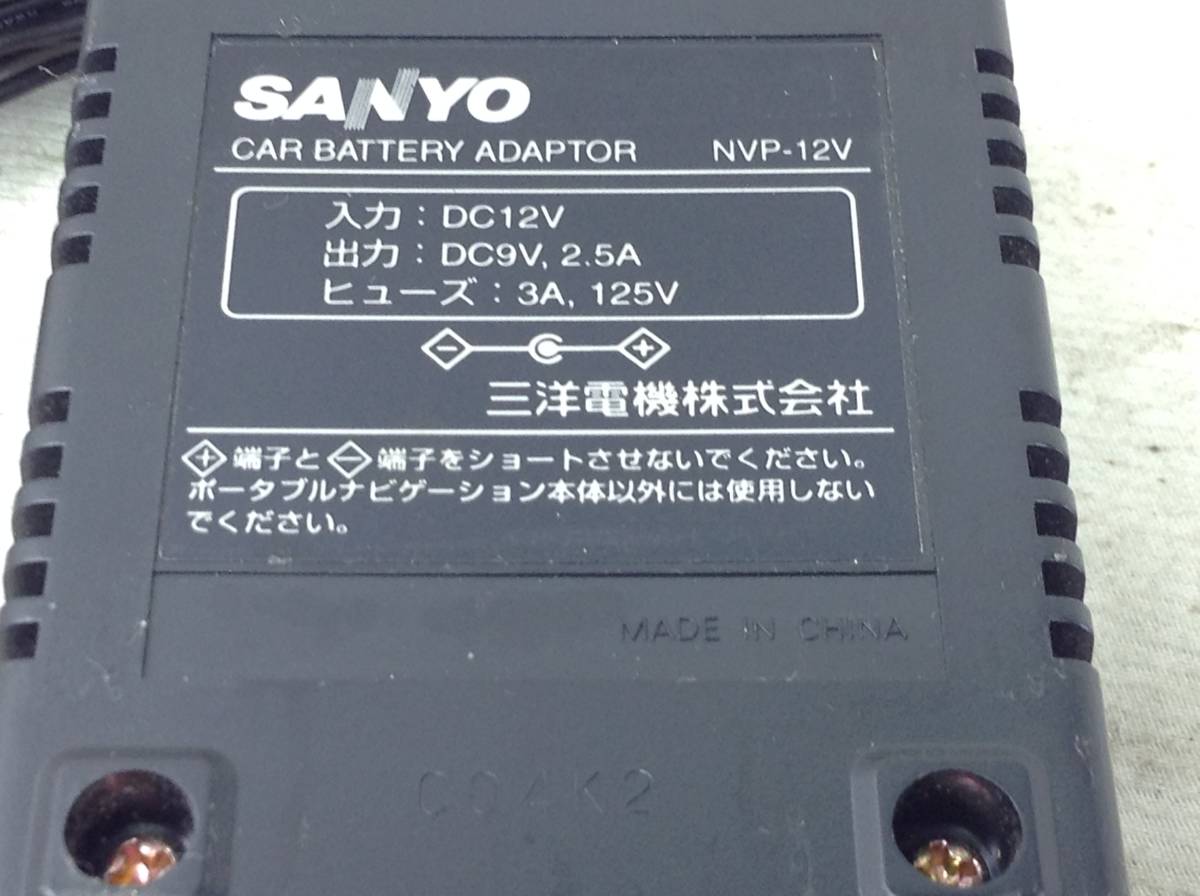 SANYO
CAR BATTERY ADAPTOR NVP-12V
入力：DC12V
出力：DC9V, 2.5A
ヒューズ：3A, 125V
三洋電機株式会社
端子と 端子をショートさせないでください。
ポータブルナビゲーション本体以外には使用しない
でください。
MADE IN CHINA